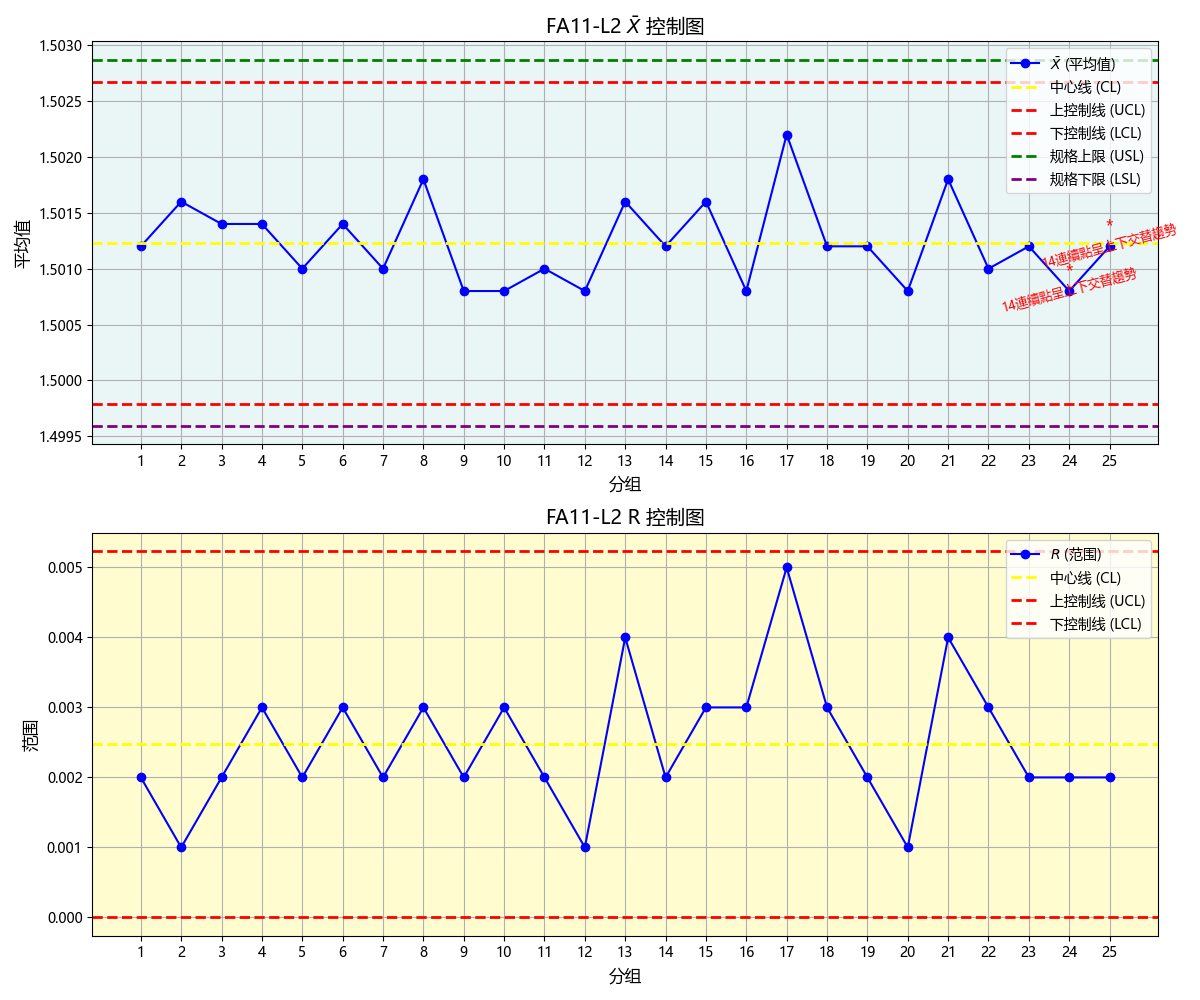 FA11-L2 X̄ 控制图
1.5030
1.5025
1.5020
1.5015
1.5010
1.5005
1.5000
1.4995
平均值
X̄ (平均值)
中心线 (CL)
上控制线 (UCL)
下控制线 (LCL)
规格上限 (USL)
规格下限 (LSL)
*
14連續點呈上下交替趨勢
*
14連續點呈上下交替趨勢
1 2 3 4 5 6 7 8 9 10 11 12 13 14 15 16 17 18 19 20 21 22 23 24 25
分组
FA11-L2 R 控制图
0.005
0.004
0.003
0.002
0.001
0.000
范围
R (范围)
中心线 (CL)
上控制线 (UCL)
下控制线 (LCL)
1 2 3 4 5 6 7 8 9 10 11 12 13 14 15 16 17 18 19 20 21 22 23 24 25
分组